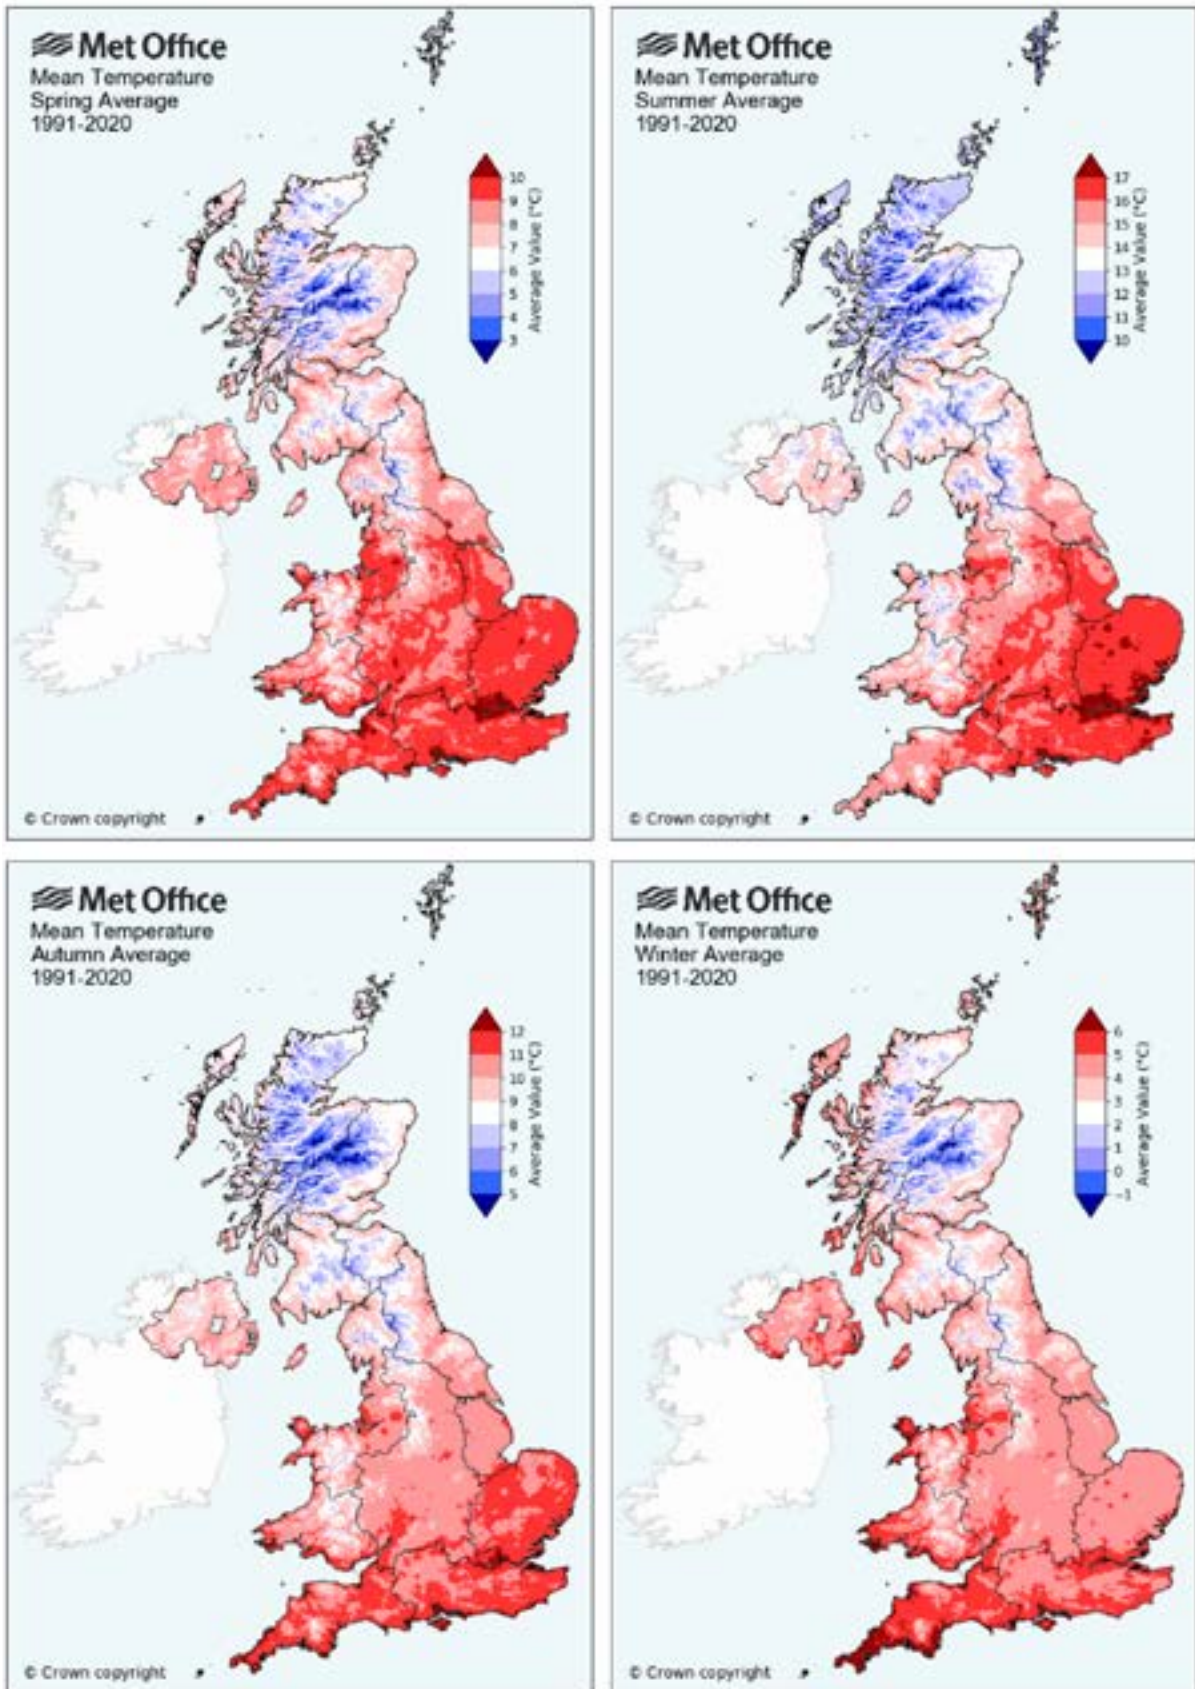 Met Office
Mean Temperature
Spring Average
1991-2020
10
9
8
7
6
5
4
3
Average Value (°C)
© Crown copyright
Met Office
Mean Temperature
Summer Average
1991-2020
17
16
15
14
13
12
11
10
Average Value (°C)
© Crown copyright
Met Office
Mean Temperature
Autumn Average
1991-2020
12
11
10
9
8
7
6
5
Average Value (°C)
© Crown copyright
Met Office
Mean Temperature
Winter Average
1991-2020
6
5
4
3
2
1
0
−1
Average Value (°C)
© Crown copyright